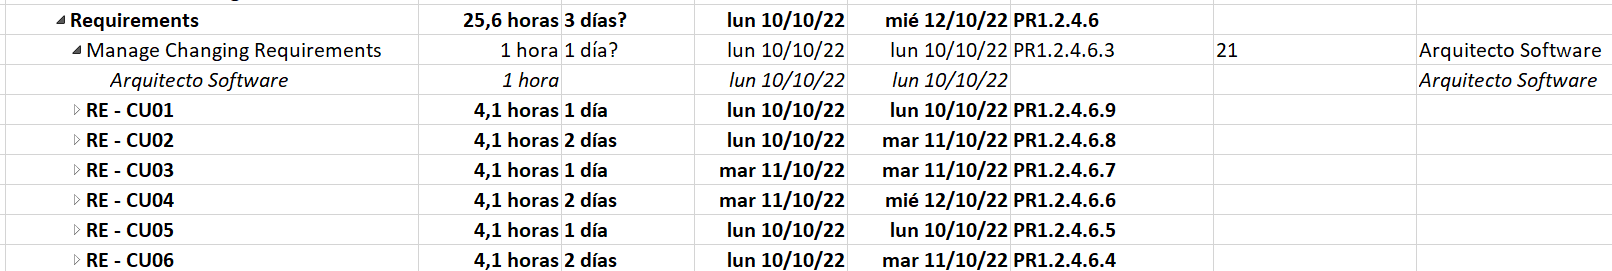 Requirements 25,6 horas 3 días? lun 10/10/22 mié 12/10/22 PR1.2.4.6
Manage Changing Requirements 1 hora 1 día? lun 10/10/22 lun 10/10/22 PR1.2.4.6.3 21 Arquitecto Software
Arquitecto Software 1 hora lun 10/10/22 lun 10/10/22 Arquitecto Software
RE - CU01 4,1 horas 1 día lun 10/10/22 lun 10/10/22 PR1.2.4.6.9
RE - CU02 4,1 horas 2 días lun 10/10/22 mar 11/10/22 PR1.2.4.6.8
RE - CU03 4,1 horas 1 día mar 11/10/22 mar 11/10/22 PR1.2.4.6.7
RE - CU04 4,1 horas 2 días mar 11/10/22 mié 12/10/22 PR1.2.4.6.6
RE - CU05 4,1 horas 1 día lun 10/10/22 lun 10/10/22 PR1.2.4.6.5
RE - CU06 4,1 horas 2 días lun 10/10/22 mar 11/10/22 PR1.2.4.6.4